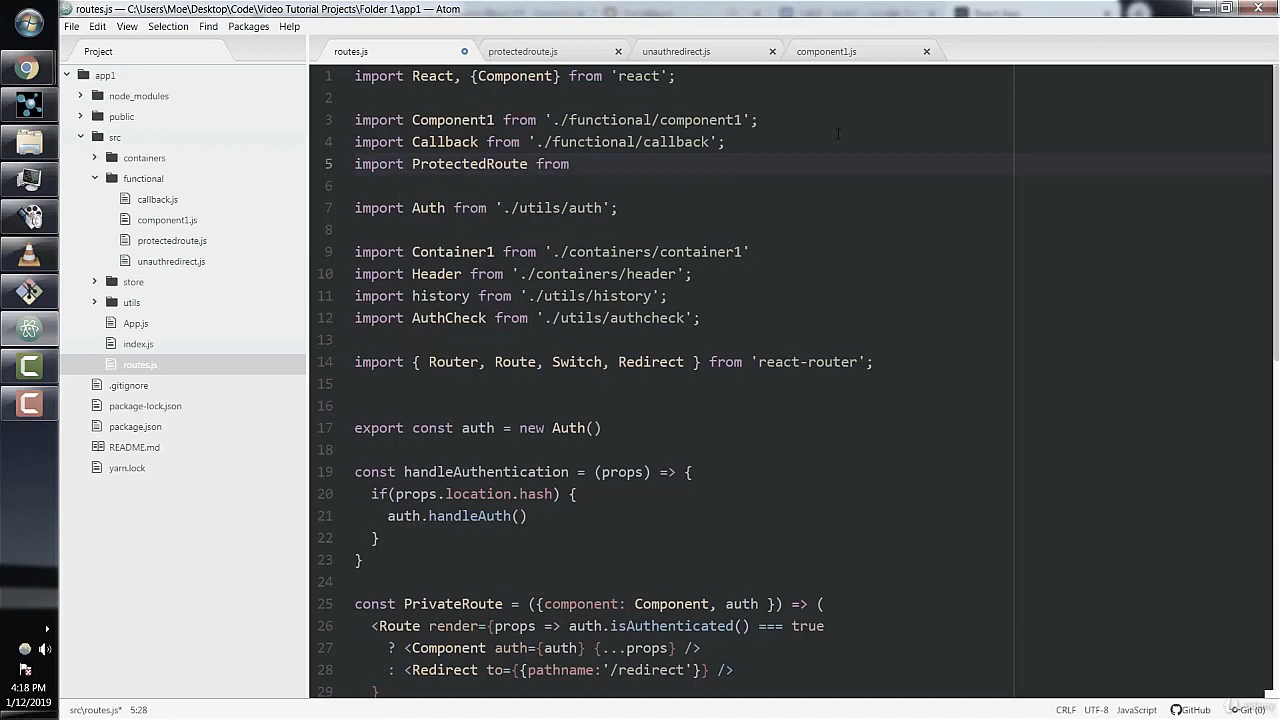 routes.js — C:\Users\Moe\Desktop\Code\Video Tutorial Projects\Folder 1\app1 — Atom
File Edit View Selection Find Packages Help
Project
routes.js
protectedroute.js
unauthredirect.js
component1.js
app1
node_modules
public
src
containers
functional
callback.js
component1.js
protectedroute.js
unauthredirect.js
store
utils
App.js
index.js
routes.js
.gitignore
package-lock.json
package.json
README.md
yarn.lock
1 import React, {Component} from 'react';
2
3 import Component1 from './functional/component1';
4 import Callback from './functional/callback';
5 import ProtectedRoute from
6
7 import Auth from './utils/auth';
8
9 import Container1 from './containers/container1'
10 import Header from './containers/header';
11 import history from './utils/history';
12 import AuthCheck from './utils/authcheck';
13
14 import { Router, Route, Switch, Redirect } from 'react-router';
15
16
17 export const auth = new Auth()
18
19 const handleAuthentication = (props) => {
20 if(props.location.hash) {
21 auth.handleAuth()
22 }
23 }
24
25 const PrivateRoute = ({component: Component, auth }) => (
26 <Route render={props => auth.isAuthenticated() === true
27 ? <Component auth={auth} {...props} />
28 : <Redirect to={{pathname:'/redirect'}} />
29 }
4:18 PM
1/12/2019
src\routes.js* 5:28
CRLF UTF-8 JavaScript GitHub Git (0)